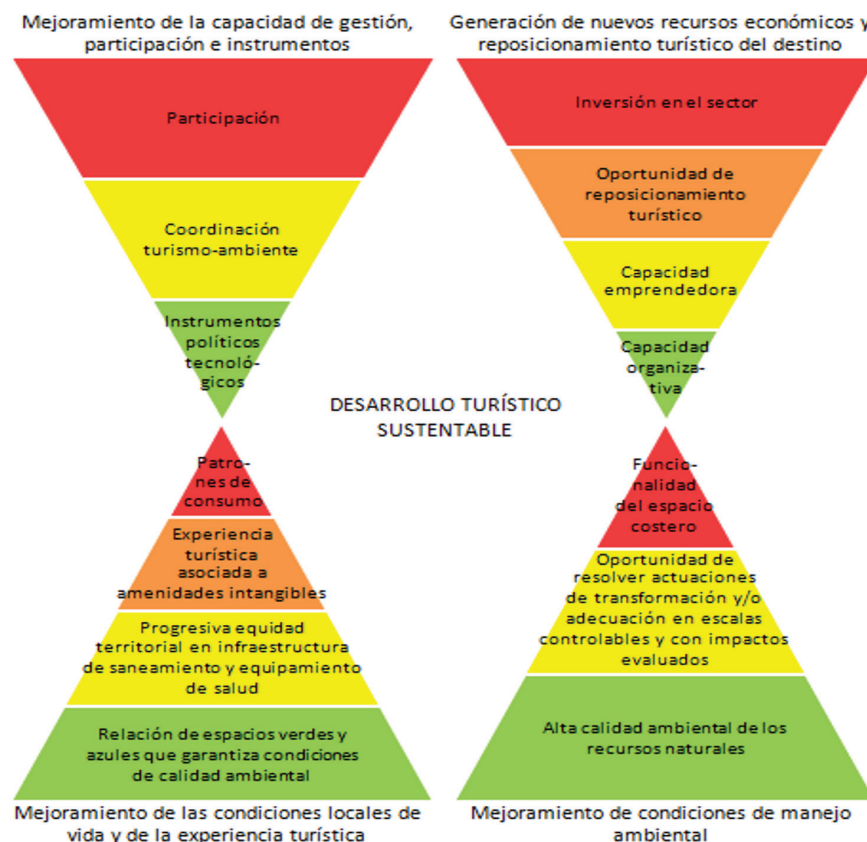 Mejoramiento de la capacidad de gestión,
participación e instrumentos
Participación
Coordinación
turismo-ambiente
Instrumentos
políticos
tecnoló-
gicos
Generación de nuevos recursos económicos y
reposicionamiento turístico del destino
Inversión en el sector
Oportunidad de
reposicionamiento
turístico
Capacidad
emprendedora
Capacidad
organiza-
tiva
DESARROLLO TURÍSTICO
SUSTENTABLE
Patro-
nes de
consumo
Experiencia
turística
asociada a
amenidades intangibles
Progresiva equidad
territorial en infraestructura
de saneamiento y equipamiento
de salud
Relación de espacios verdes y
azules que garantiza condiciones
de calidad ambiental
Mejoramiento de las condiciones locales de
vida y de la experiencia turística
Funcio-
nalidad
del espacio
costero
Oportunidad de
resolver actuaciones
de transformación y/o
adecuación en escalas
controlables y con impactos
evaluados
Alta calidad ambiental de los
recursos naturales
Mejoramiento de condiciones de manejo
ambiental